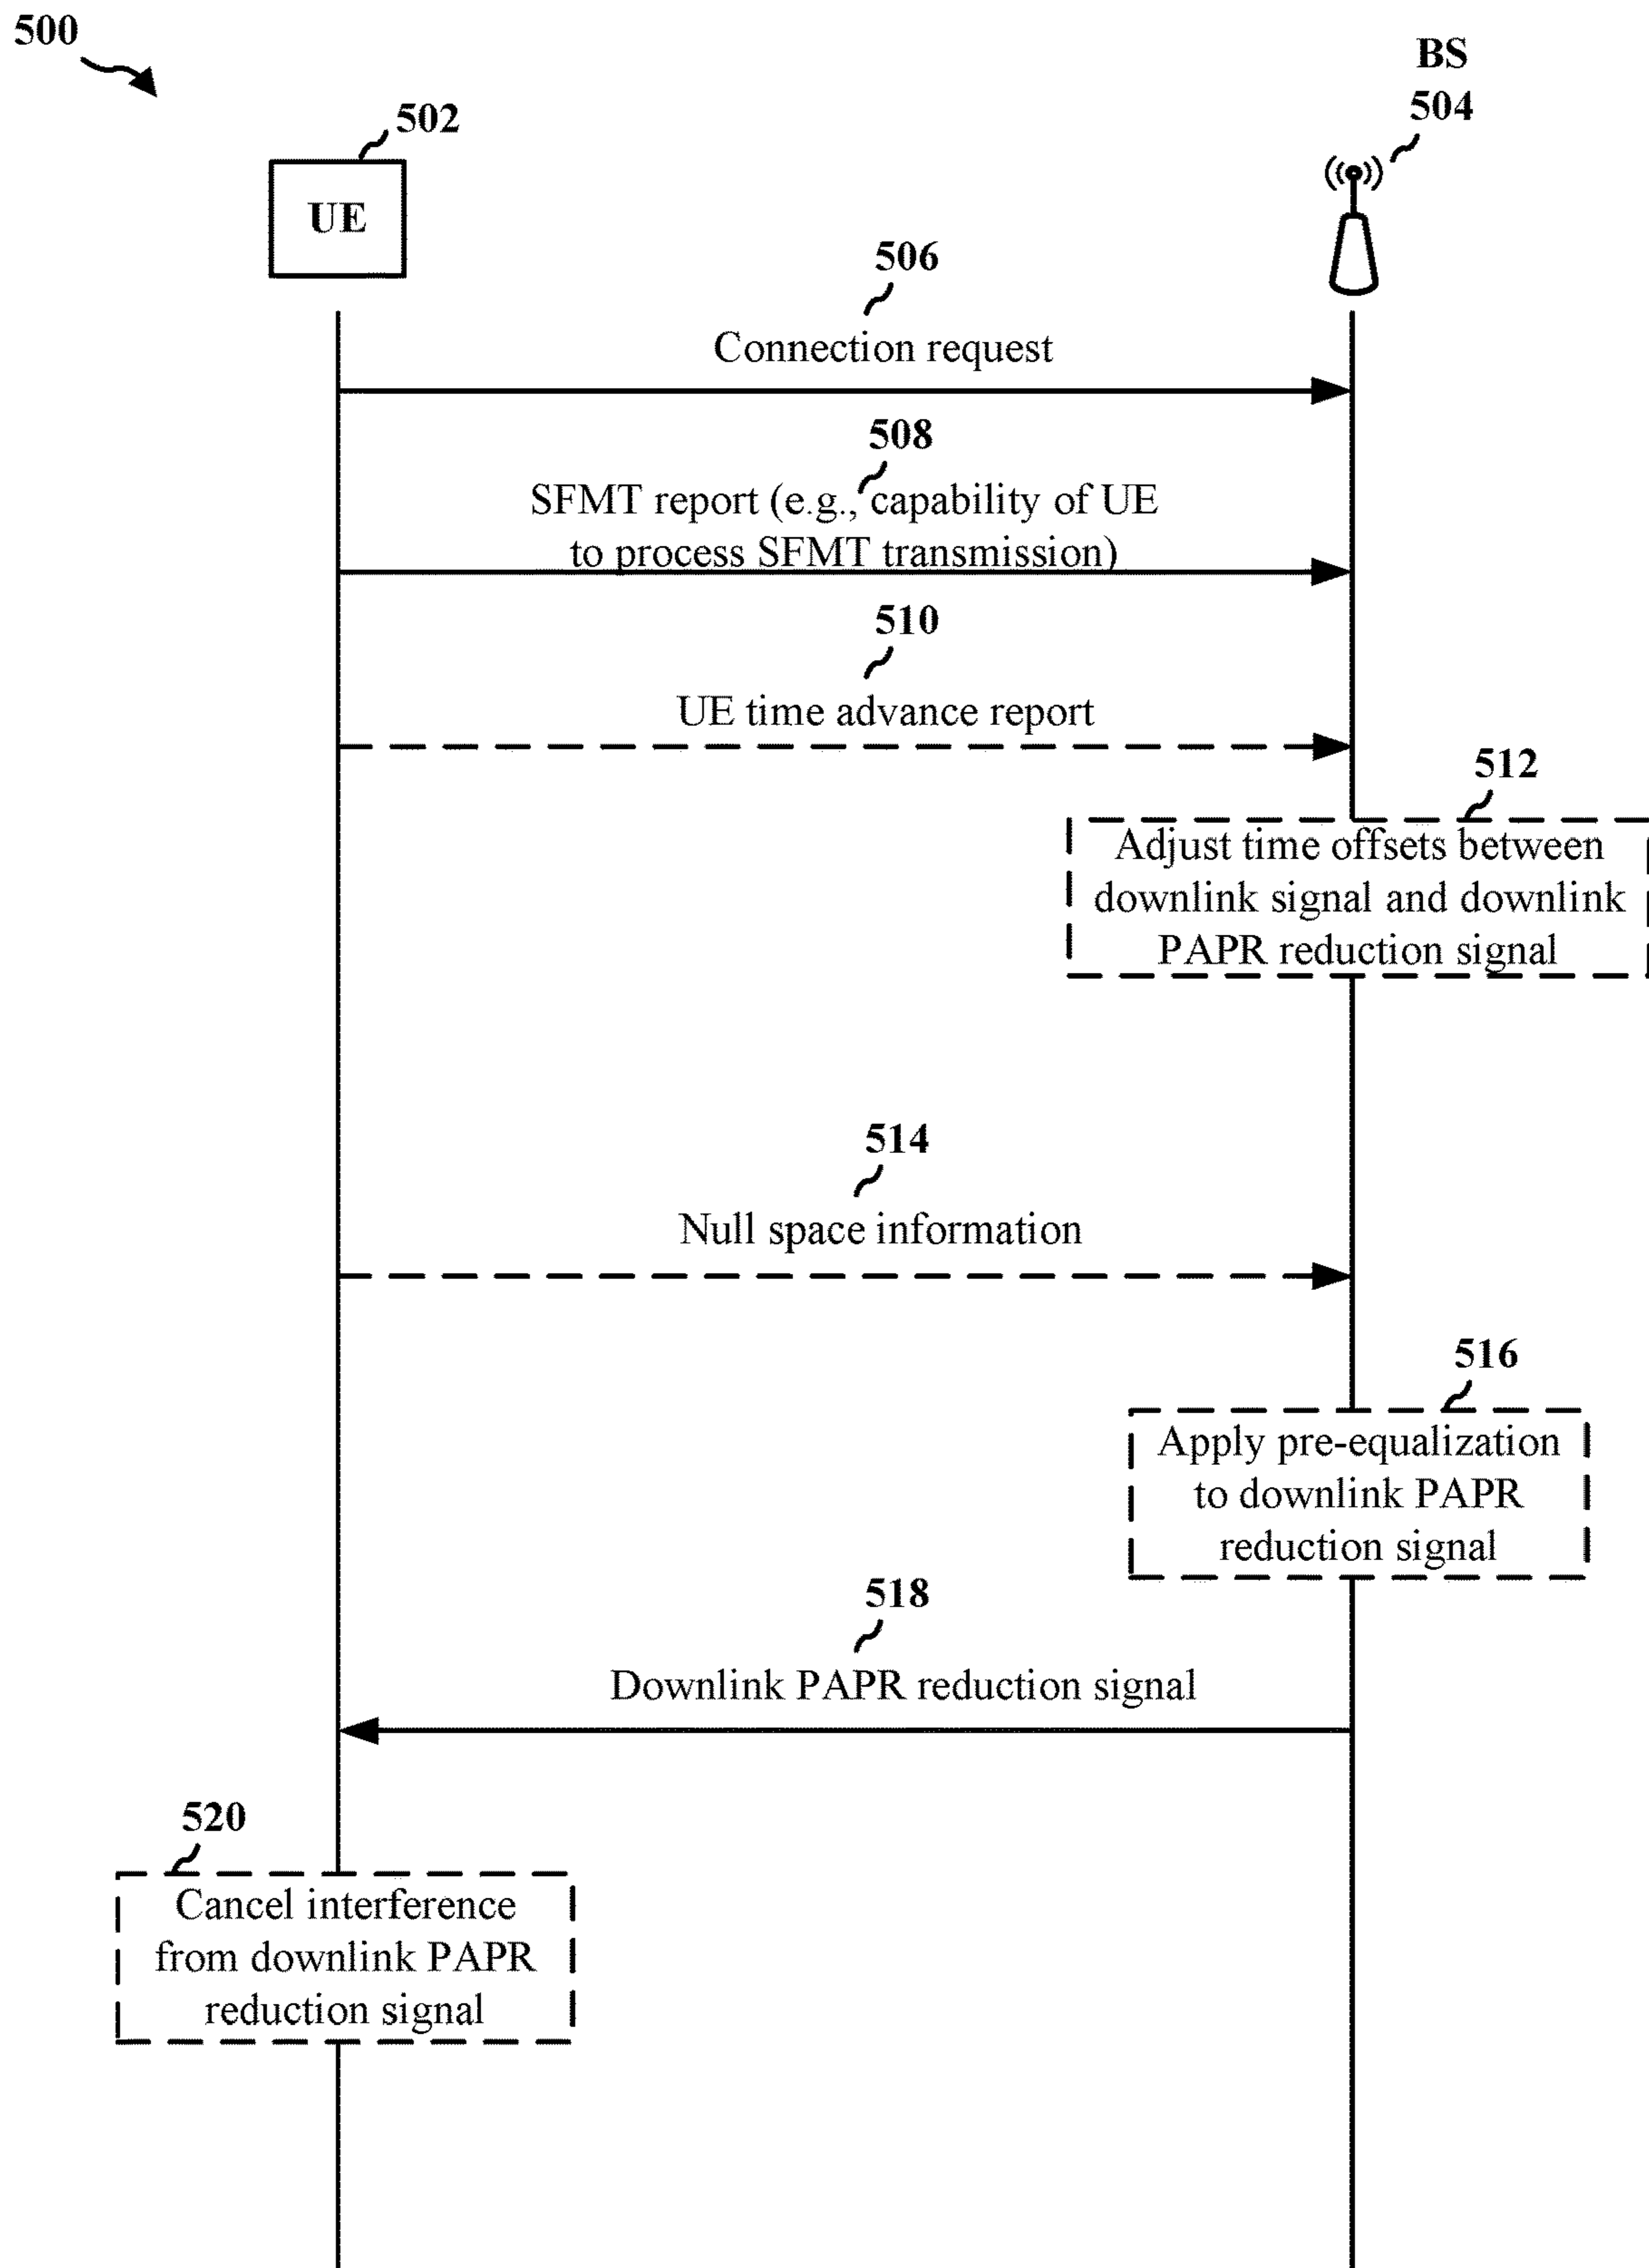 500
BS
504
502
UE
506
Connection request
508
SFMT report (e.g., capability of UE
to process SFMT transmission)
510
UE time advance report
512
Adjust time offsets between
downlink signal and downlink
PAPR reduction signal
514
Null space information
516
Apply pre-equalization
to downlink PAPR
reduction signal
518
Downlink PAPR reduction signal
520
Cancel interference
from downlink PAPR
reduction signal